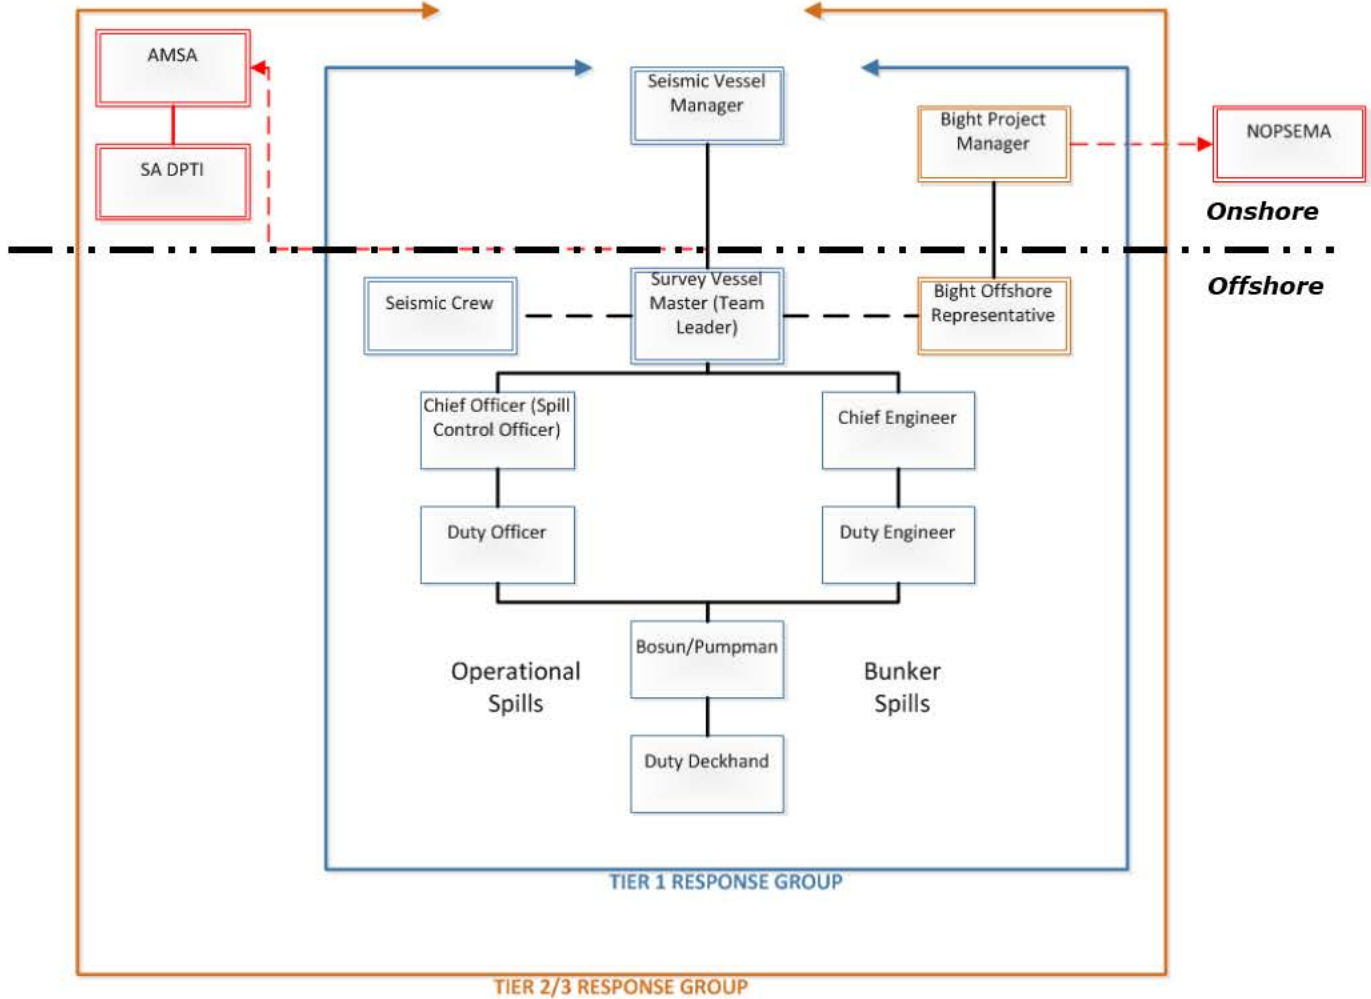 AMSA
SA DPTI
Seismic Vessel
Manager
Bight Project
Manager
NOPSEMA
Onshore
Offshore
Seismic Crew
Survey Vessel
Master (Team
Leader)
Bight Offshore
Representative
Chief Officer (Spill
Control Officer)
Chief Engineer
Duty Officer
Duty Engineer
Bosun/Pumpman
Operational
Spills
Bunker
Spills
Duty Deckhand
TIER 1 RESPONSE GROUP
TIER 2/3 RESPONSE GROUP